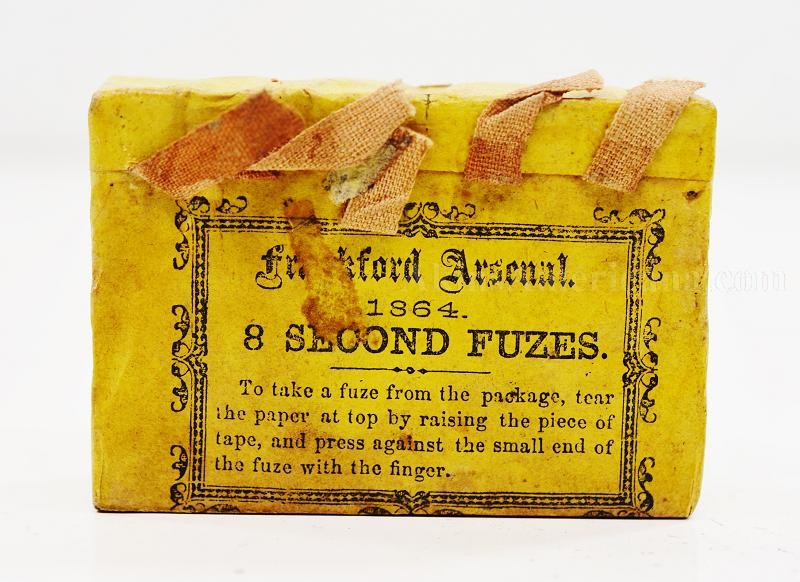 Frankford Arsenal.
1864.
8 SECOND FUZES.
To take a fuze from the package, tear
the paper at top by raising the piece of
tape, and press against the small end of
the fuze with the finger.